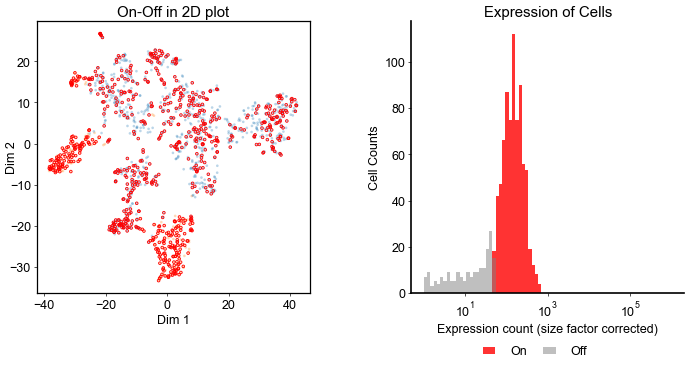 On-Off in 2D plot
Dim 2
20
10
0
−10
−20
−30
−40
−20
0
20
40
Dim 1
Expression of Cells
Cell Counts
100
80
60
40
20
0
10^1
10^3
10^5
Expression count (size factor corrected)
On
Off